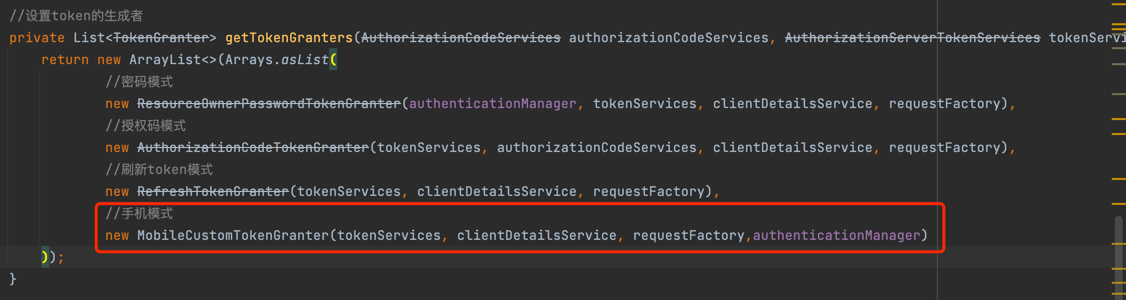 //设置token的生成者
private List<TokenGranter> getTokenGranters(AuthorizationCodeServices authorizationCodeServices, AuthorizationServerTokenServices tokenServi
return new ArrayList<>(Arrays.asList(
//密码模式
new ResourceOwnerPasswordTokenGranter(authenticationManager, tokenServices, clientDetailsService, requestFactory),
//授权码模式
new AuthorizationCodeTokenGranter(tokenServices, authorizationCodeServices, clientDetailsService, requestFactory),
//刷新token模式
new RefreshTokenGranter(tokenServices, clientDetailsService, requestFactory),
//手机模式
new MobileCustomTokenGranter(tokenServices, clientDetailsService, requestFactory,authenticationManager)
));
}